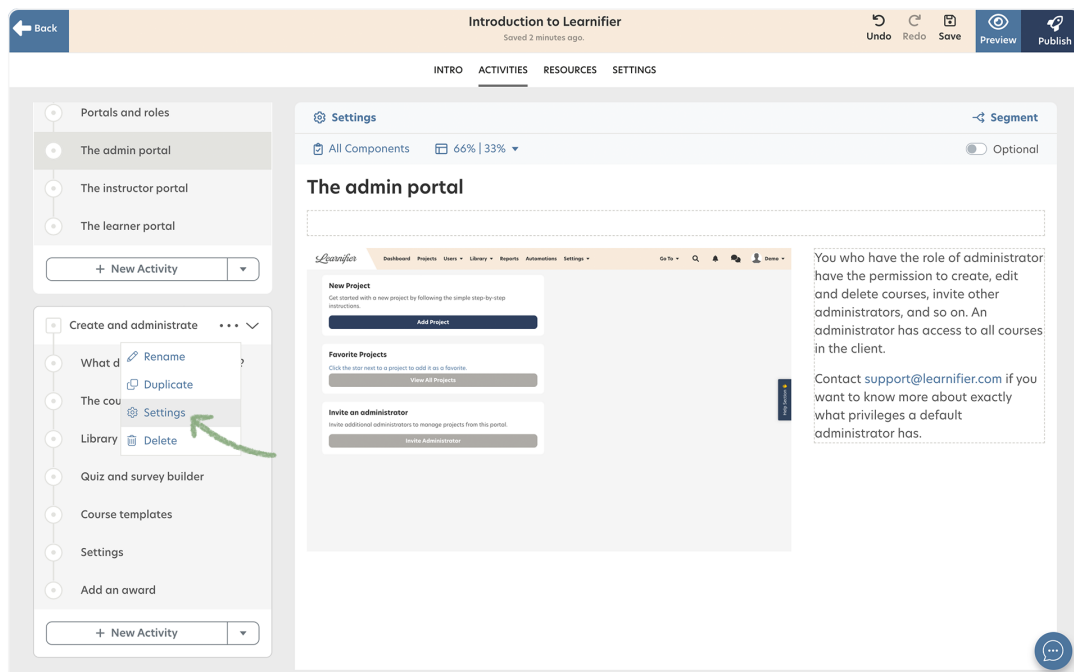 Back
Introduction to Learnifier
Saved 2 minutes ago.
Undo
Redo
Save
Preview
Publish
INTRO
ACTIVITIES
RESOURCES
SETTINGS
Portals and roles
The admin portal
The instructor portal
The learner portal
+ New Activity
Create and administrate
What d
?
Rename
Duplicate
The cou
Settings
Library
Delete
Quiz and survey builder
Course templates
Settings
Add an award
+ New Activity
Settings
Segment
All Components
66% | 33%
Optional
The admin portal
Learnifier
Dashboard Projects Users Library Reports Automations Settings
Go To
Demo
New Project
Get started with a new project by following the simple step-by-step
instructions.
Add Project
Favorite Projects
Click the star next to a project to add it as a favorite.
View All Projects
Invite an administrator
Invite additional administrators to manage projects from this portal.
Invite Administrator
Help Section
You who have the role of administrator
have the permission to create, edit
and delete courses, invite other
administrators, and so on. An
administrator has access to all courses
in the client.
Contact support@learnifier.com if you
want to know more about exactly
what privileges a default
administrator has.